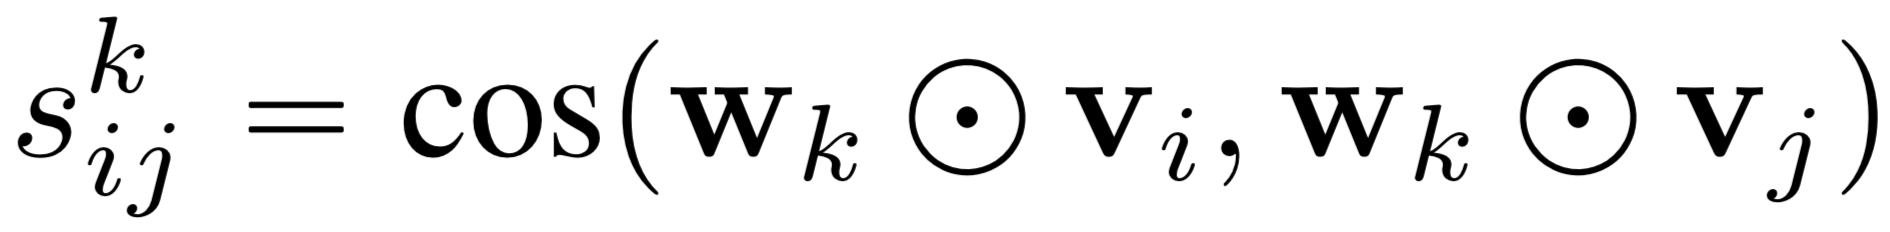 s_{ij}^{k} = cos(w_k ⊙ v_i, w_k ⊙ v_j)